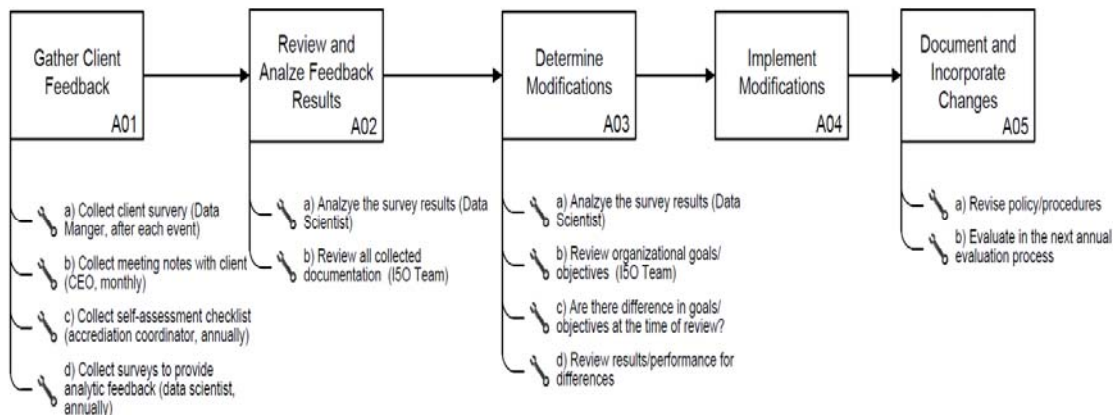 Gather Client
Feedback
A01
Review and
Analze Feedback
Results
A02
Determine
Modifications
A03
Implement
Modifications
A04
Document and
Incorporate
Changes
A05
a) Collect client survery (Data
Manger, after each event)
b) Collect meeting notes with client
(CEO, monthly)
c) Collect self-assessment checklist
(accrediation coordinator, annually)
d) Collect surveys to provide
analytic feedback (data scientist,
annually)
a) Analzye the survey results (Data
Scientist)
b) Review all collected
documentation (I5O Team)
a) Analzye the survey results (Data
Scientist)
b) Review organizational goals/
objectives (I5O Team)
c) Are there difference in goals/
objectives at the time of review?
d) Review results/performance for
differences
a) Revise policy/procedures
b) Evaluate in the next annual
evaluation process